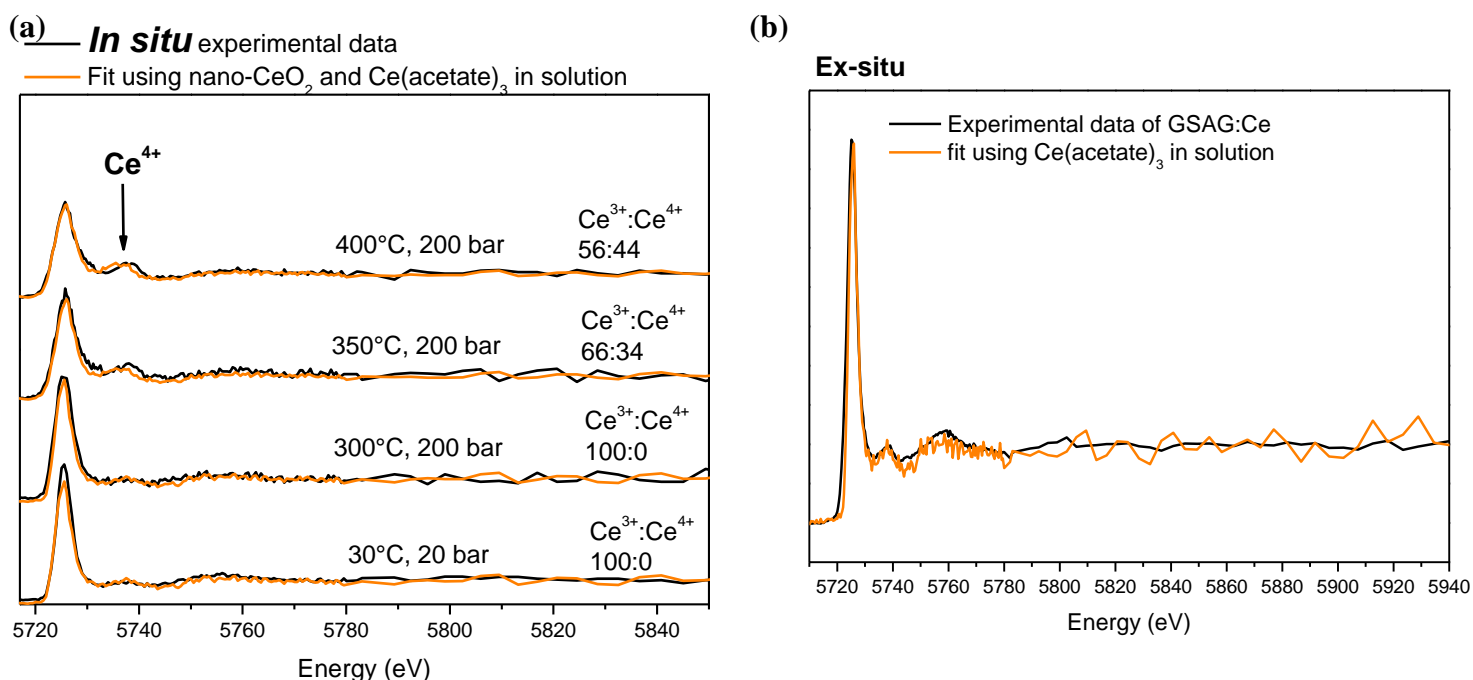 (a)
In situ experimental data
Fit using nano-CeO₂ and Ce(acetate)₃ in solution
Ce⁴⁺
400°C, 200 bar
Ce³⁺:Ce⁴⁺
56:44
350°C, 200 bar
Ce³⁺:Ce⁴⁺
66:34
300°C, 200 bar
Ce³⁺:Ce⁴⁺
100:0
30°C, 20 bar
Ce³⁺:Ce⁴⁺
100:0
5720 5740 5760 5780 5800 5820 5840
Energy (eV)
(b)
Ex-situ
Experimental data of GSAG:Ce
fit using Ce(acetate)₃ in solution
5720 5740 5760 5780 5800 5820 5840 5860 5880 5900 5920 5940
Energy (eV)